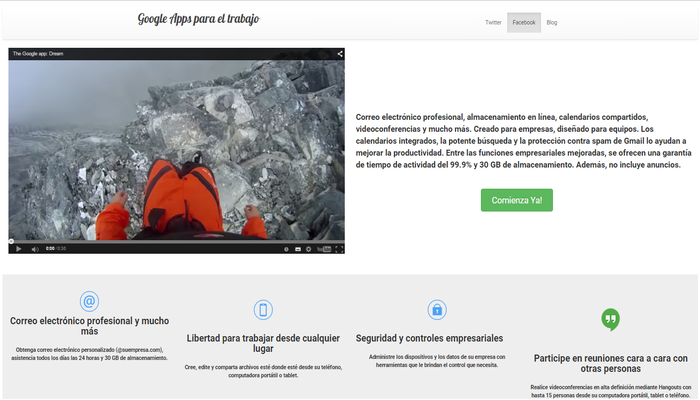 Google Apps para el trabajo
Twitter
Facebook
Blog
The Google app: Dream
0:00 / 0:30
YouTube
Correo electrónico profesional, almacenamiento en línea, calendarios compartidos,
videoconferencias y mucho más. Creado para empresas, diseñado para equipos. Los
calendarios integrados, la potente búsqueda y la protección contra spam de Gmail lo ayudan a
mejorar la productividad. Entre las funciones empresariales mejoradas, se ofrecen una garantía
de tiempo de actividad del 99.9% y 30 GB de almacenamiento. Además, no incluye anuncios.
Comienza Ya!
@
Correo electrónico profesional y mucho
más
Obtenga correo electrónico personalizado (@suempresa.com),
asistencia todos los días las 24 horas y 30 GB de almacenamiento.
Libertad para trabajar desde cualquier
lugar
Cree, edite y comparta archivos esté donde esté desde su teléfono,
computadora portátil o tablet.
Seguridad y controles empresariales
Administre los dispositivos y los datos de su empresa con
herramientas que le brindan el control que necesita.
Participe en reuniones cara a cara con
otras personas
Realice videoconferencias en alta definición mediante Hangouts con
hasta 15 personas desde su computadora portátil, tablet o teléfono.